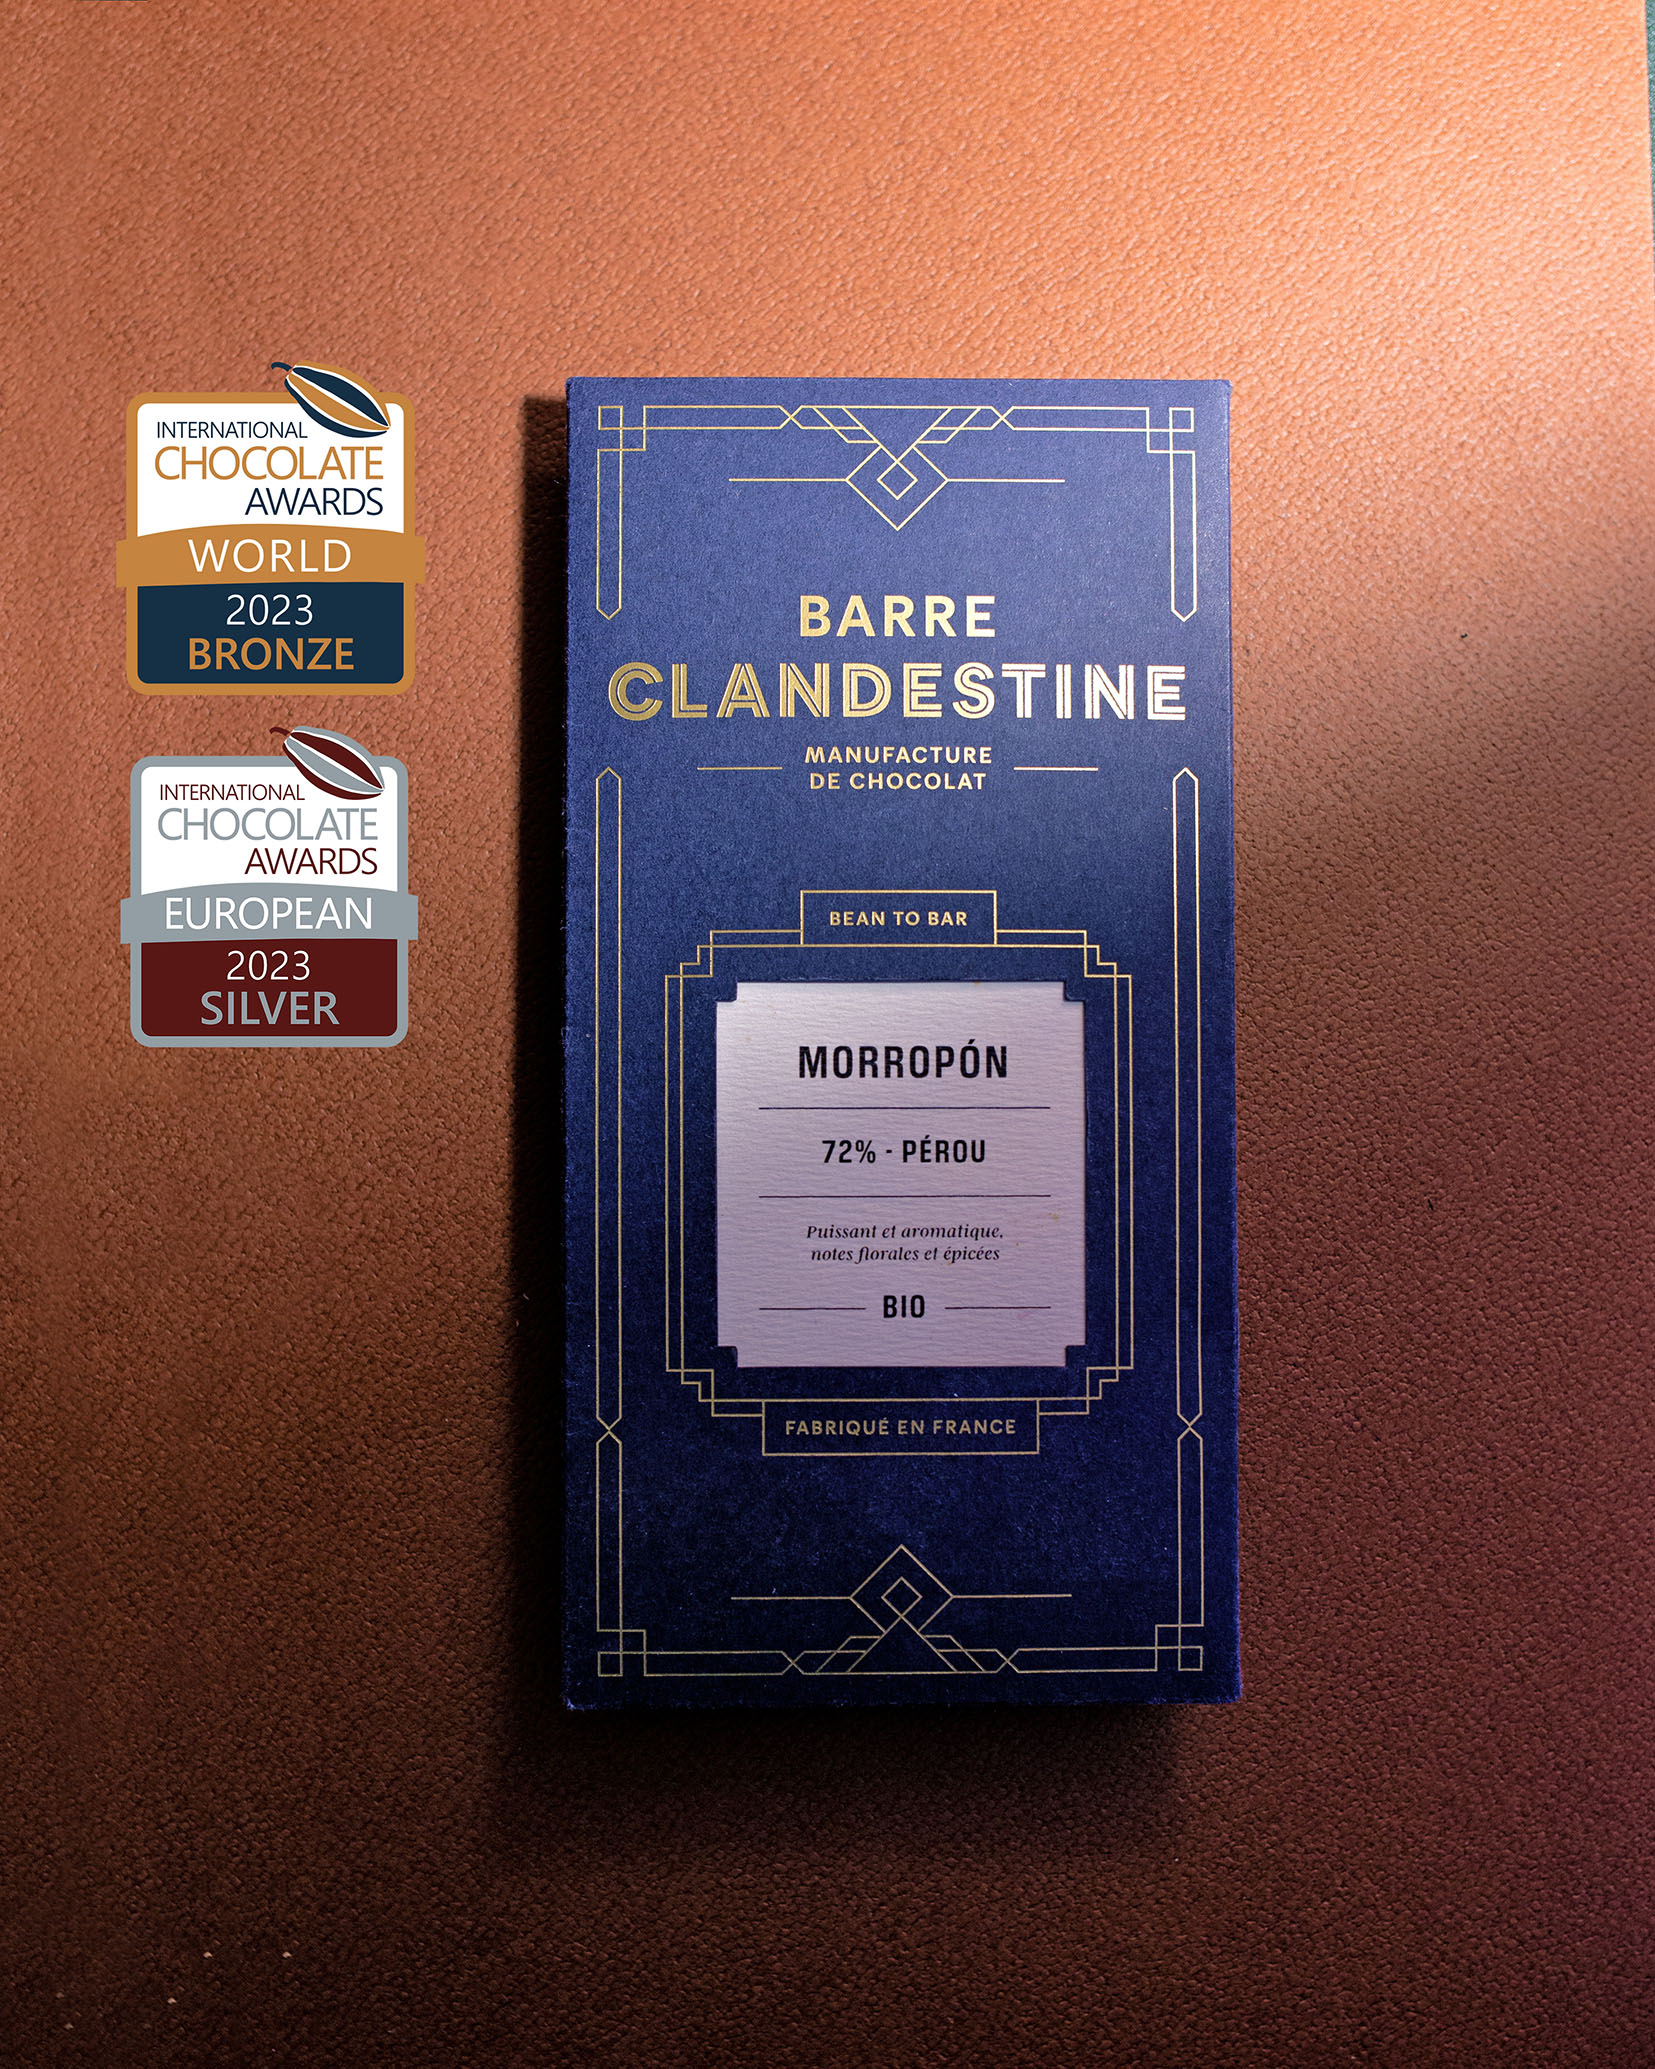 INTERNATIONAL
CHOCOLATE
AWARDS
WORLD
2023
BRONZE
INTERNATIONAL
CHOCOLATE
AWARDS
EUROPEAN
2023
SILVER
BARRE
CLANDESTINE
MANUFACTURE
DE CHOCOLAT
BEAN TO BAR
MORROPÓN
72% - PÉROU
Puissant et aromatique,
notes florales et épicées
BIO
FABRIQUÉ EN FRANCE